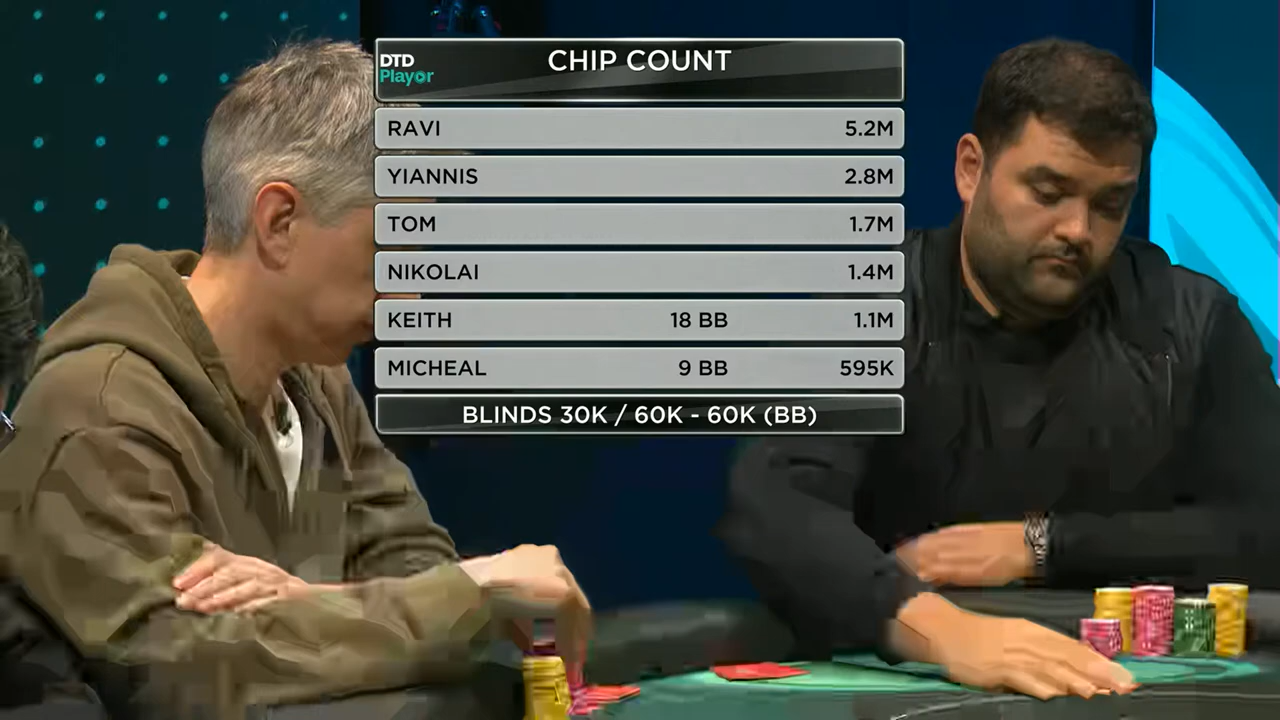 DTD
Player
CHIP COUNT
RAVI 5.2M
YIANNIS 2.8M
TOM 1.7M
NIKOLAI 1.4M
KEITH 18 BB 1.1M
MICHEAL 9 BB 595K
BLINDS 30K / 60K - 60K (BB)